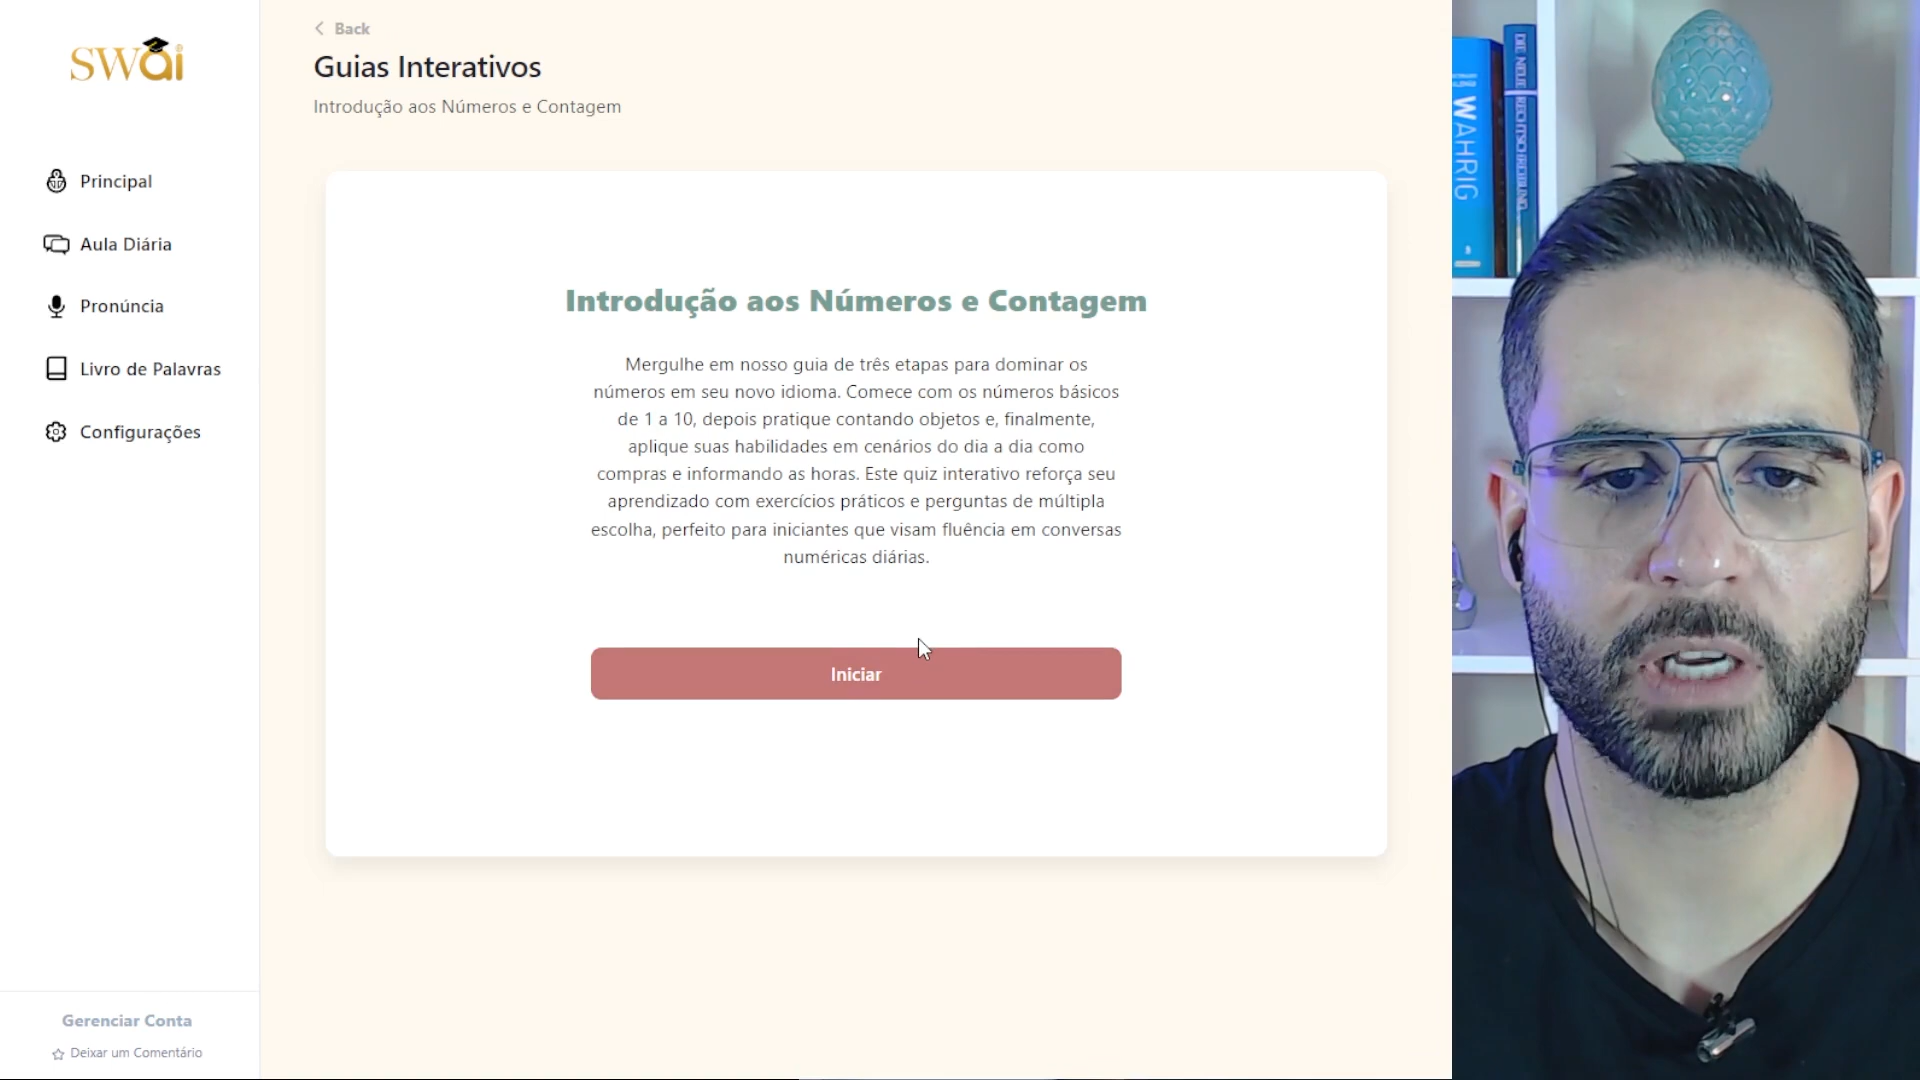 Back
Guias Interativos
Introdução aos Números e Contagem
swai®
Principal
Aula Diária
Pronúncia
Livro de Palavras
Configurações
Introdução aos Números e Contagem
Mergulhe em nosso guia de três etapas para dominar os
números em seu novo idioma. Comece com os números básicos
de 1 a 10, depois pratique contando objetos e, finalmente,
aplique suas habilidades em cenários do dia a dia como
compras e informando as horas. Este quiz interativo reforça seu
aprendizado com exercícios práticos e perguntas de múltipla
escolha, perfeito para iniciantes que visam fluência em conversas
numéricas diárias.
Iniciar
Gerenciar Conta
Deixar um Comentário
WAHRIG
DIE NEUE RECHTSCHREIBUNG